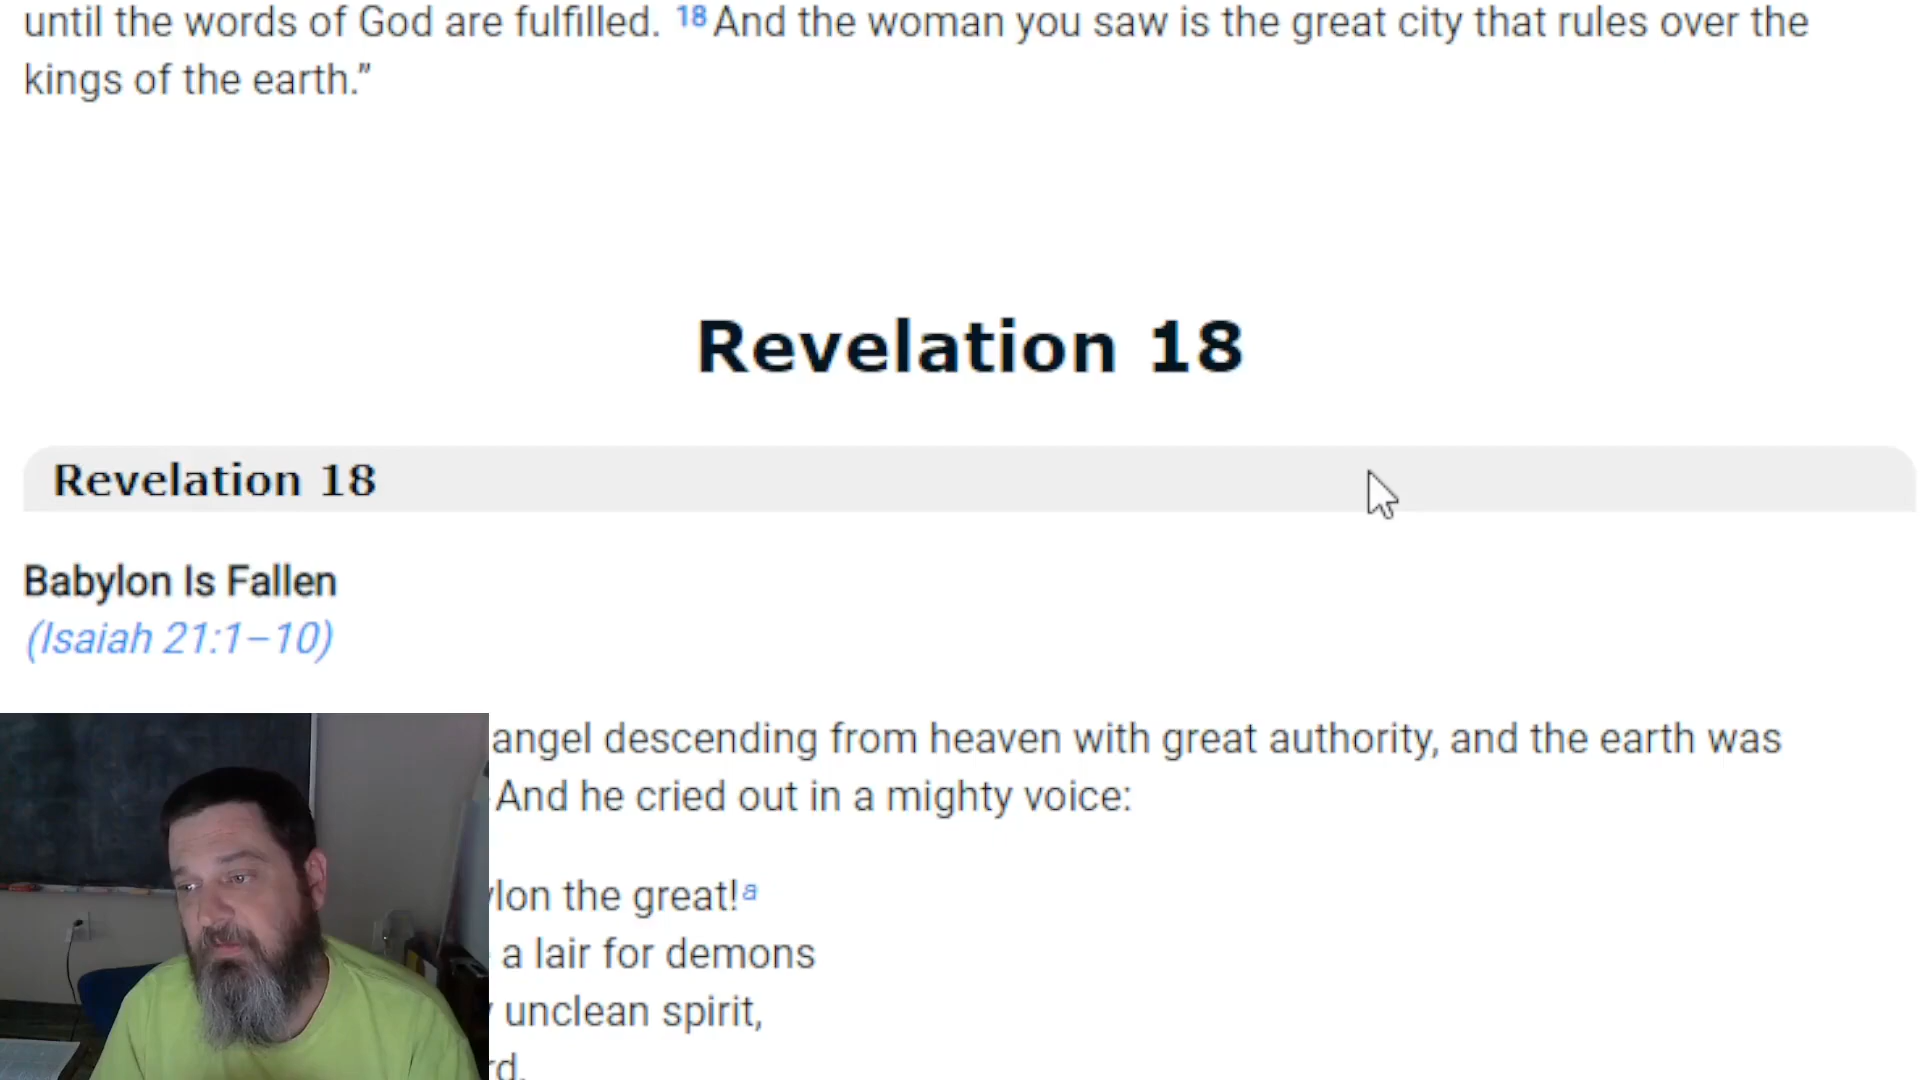 until the words of God are fulfilled. 18 And the woman you saw is the great city that rules over the
kings of the earth.”
Revelation 18
Revelation 18
Babylon Is Fallen
(Isaiah 21:1–10)
angel descending from heaven with great authority, and the earth was
And he cried out in a mighty voice:
the great!a
a lair for demons
unclean spirit,